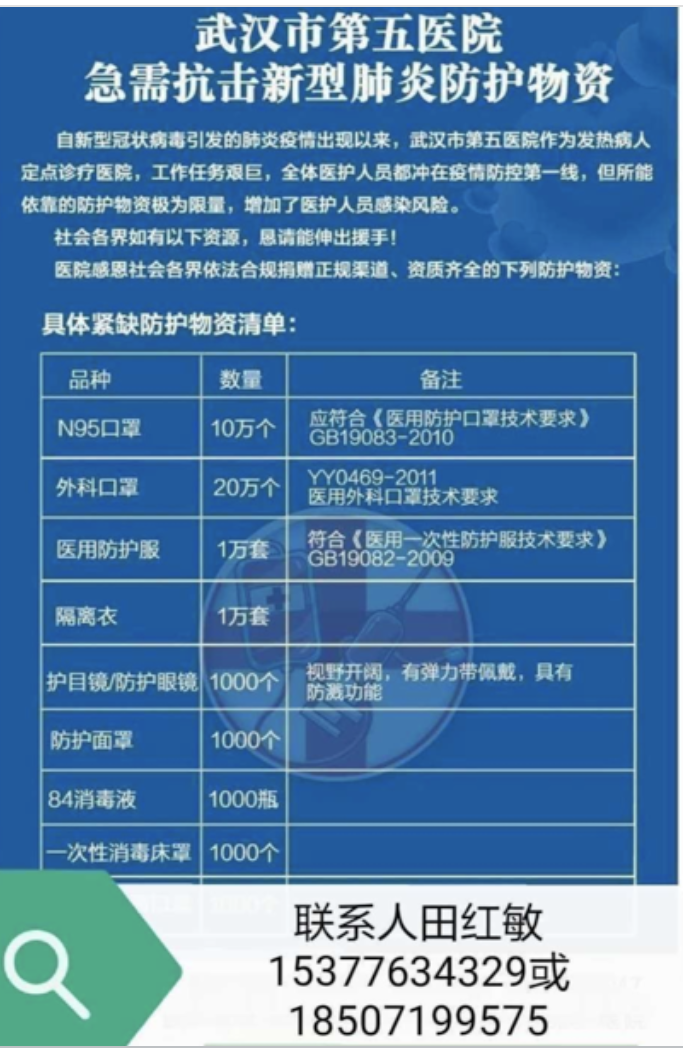 武汉市第五医院
急需抗击新型肺炎防护物资
自新型冠状病毒引发的肺炎疫情出现以来，武汉市第五医院作为发热病人
定点诊疗医院，工作任务艰巨，全体医护人员都冲在疫情防控第一线，但所能
依靠的防护物资极为限量，增加了医护人员感染风险。
社会各界如有以下资源，恳请能伸出援手！
医院感恩社会各界依法合规捐赠正规渠道、资质齐全的下列防护物资：
具体紧缺防护物资清单：
品种 数量 备注
N95口罩 10万个 应符合《医用防护口罩技术要求》
GB19083-2010
外科口罩 20万个 YY0469-2011
医用外科口罩技术要求
医用防护服 1万套 符合《医用一次性防护服技术要求》
GB19082-2009
隔离衣 1万套
护目镜/防护眼镜 1000个 视野开阔，有弹力带佩戴，具有
防溅功能
防护面罩 1000个
84消毒液 1000瓶
一次性消毒床罩 1000个
联系人田红敏
15377634329或
18507199575